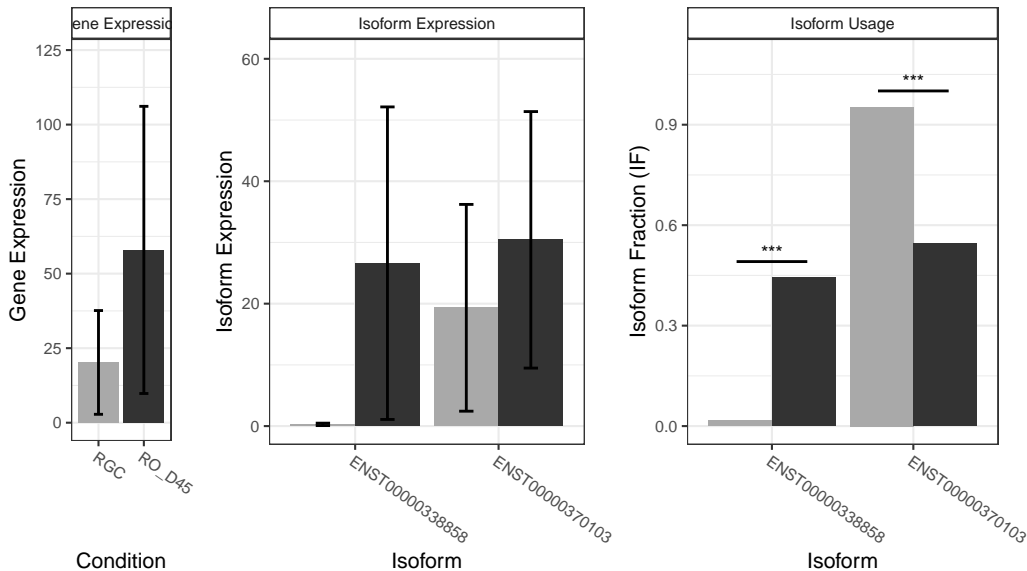 ene Expressio
Gene Expression
125
100
75
50
25
0
RGC
RO_D45
Condition
Isoform Expression
Isoform Expression
60
40
20
0
ENST00000338858
ENST00000370103
Isoform
Isoform Usage
Isoform Fraction (IF)
0.9
0.6
0.3
0.0
***
***
ENST00000338858
ENST00000370103
Isoform